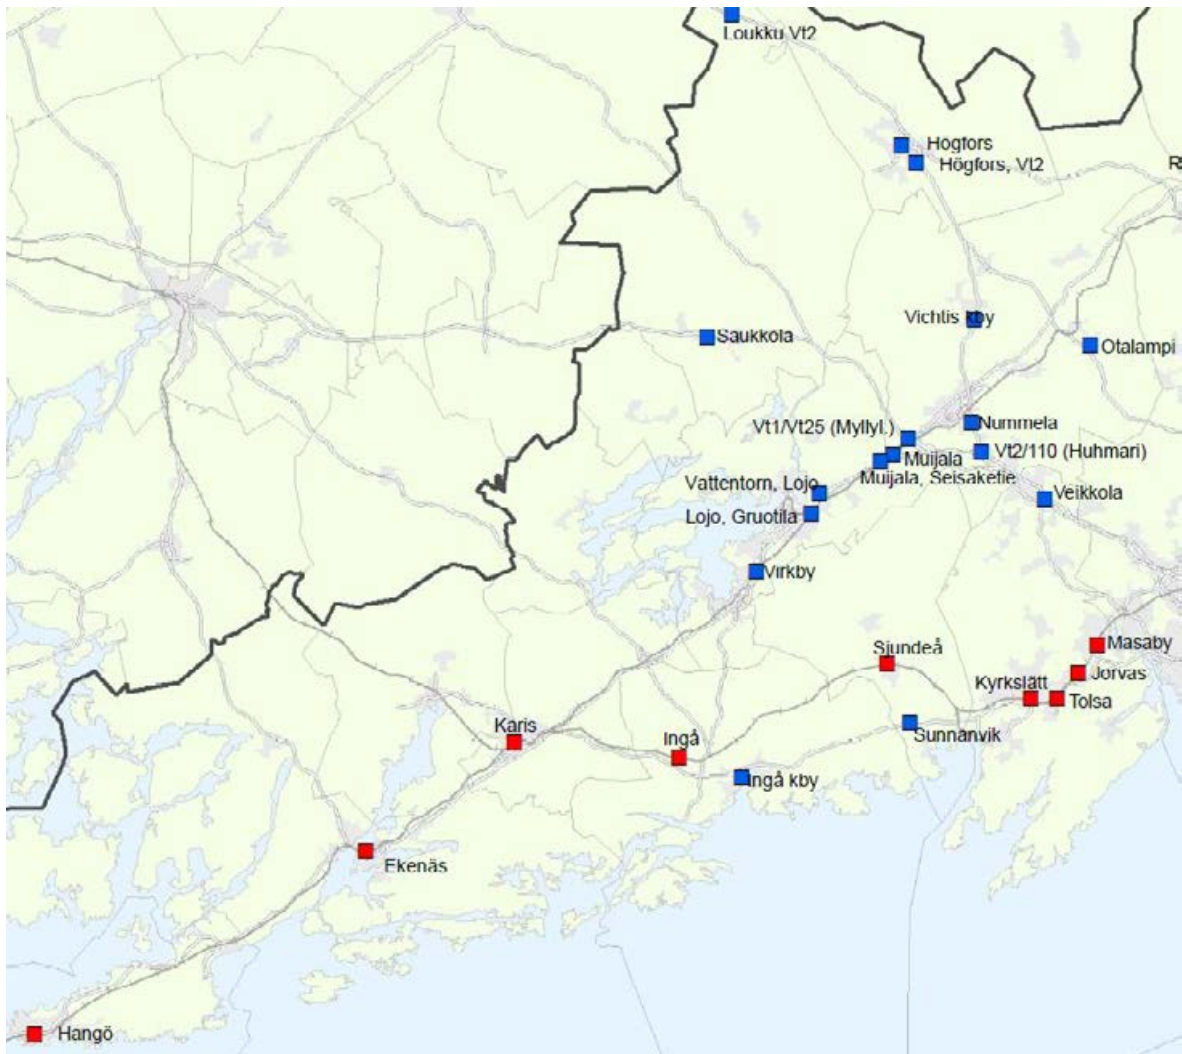 Loukku Vt2
Högfors
Högfors, Vt2
Vichtis kby
Saukkola
Otalampi
Vt1/Vt25 (Myllyl.)
Nummela
Vt2/110 (Huhmari)
Muijala
Muijala, Seisaketie
Vattentorn, Lojo
Veikkola
Lojo, Gruotila
Virkby
Masaby
Sjundeå
Jorvas
Kyrkslätt
Tolsa
Karis
Ingå
Sunnanvik
Ingå kby
Ekenäs
Hangö